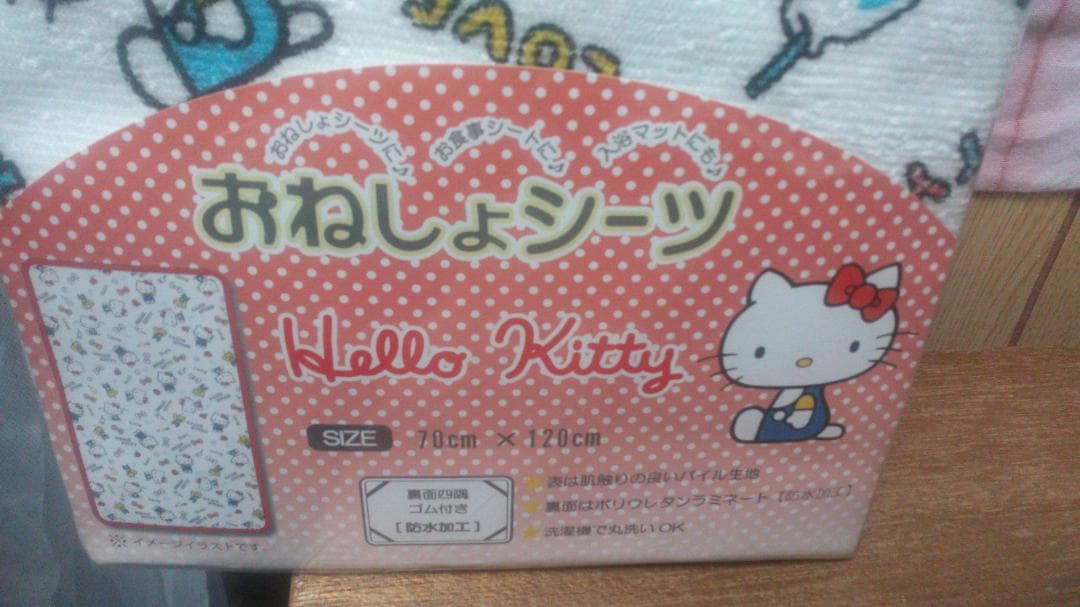 LOVE
おねしょシーツに♪
お食事シートに♪
入浴マットにも♪
おねしょシーツ
Hello Kitty
SIZE 70cm × 120cm
裏面四隅
ゴム付き
[防水加工]
★表は肌触りの良いパイル生地
★裏面はポリウレタンラミネート【防水加工】
★洗濯機で丸洗いOK
※イメージイラストです。